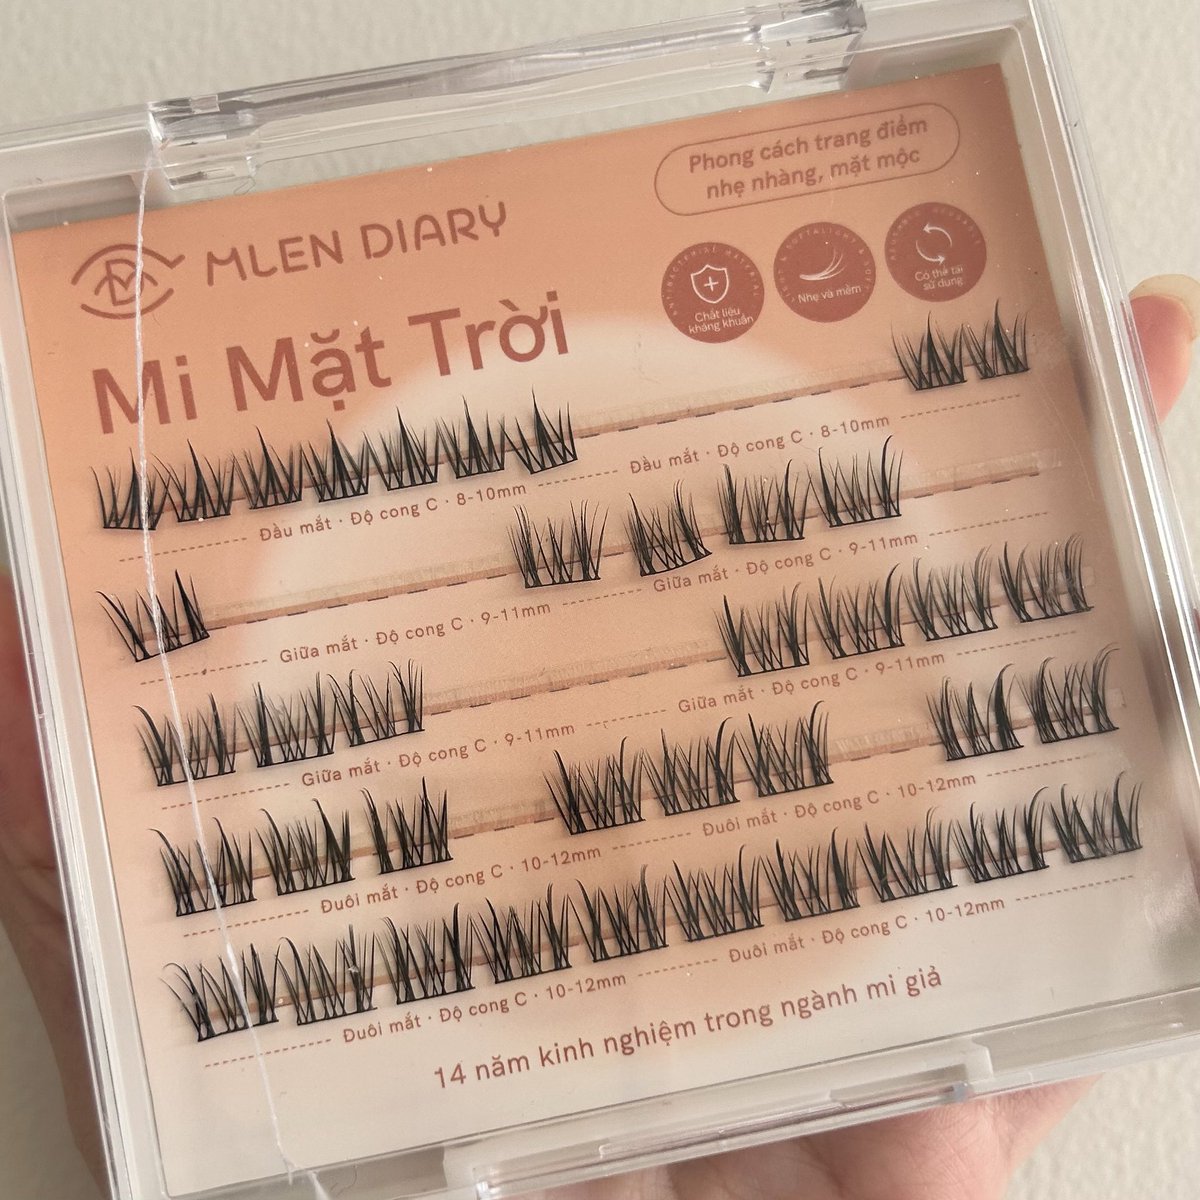 MLEN DIARY
Mi Mặt Trời
Phong cách trang điểm
nhẹ nhàng, mặt mộc
ANTIBACTERIAL MATERIAL
Chất liệu
kháng khuẩn
Nhẹ và mềm
Có thể tái
sử dụng
Đầu mắt · Độ cong C · 8-10mm
Đầu mắt · Độ cong C · 8-10mm
Giữa mắt · Độ cong C · 9-11mm
Giữa mắt · Độ cong C · 9-11mm
Giữa mắt · Độ cong C · 9-11mm
Giữa mắt · Độ cong C · 9-11mm
Đuôi mắt · Độ cong C · 10-12mm
Đuôi mắt · Độ cong C · 10-12mm
Đuôi mắt · Độ cong C · 10-12mm
Đuôi mắt · Độ cong C · 10-12mm
14 năm kinh nghiệm trong ngành mi giả